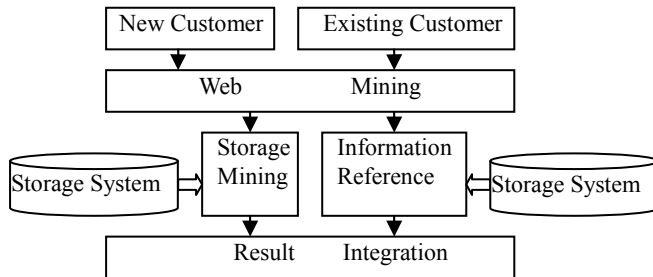 New Customer
Existing Customer
Web Mining
Storage
Mining
Information
Reference
Storage System
Storage System
Result Integration